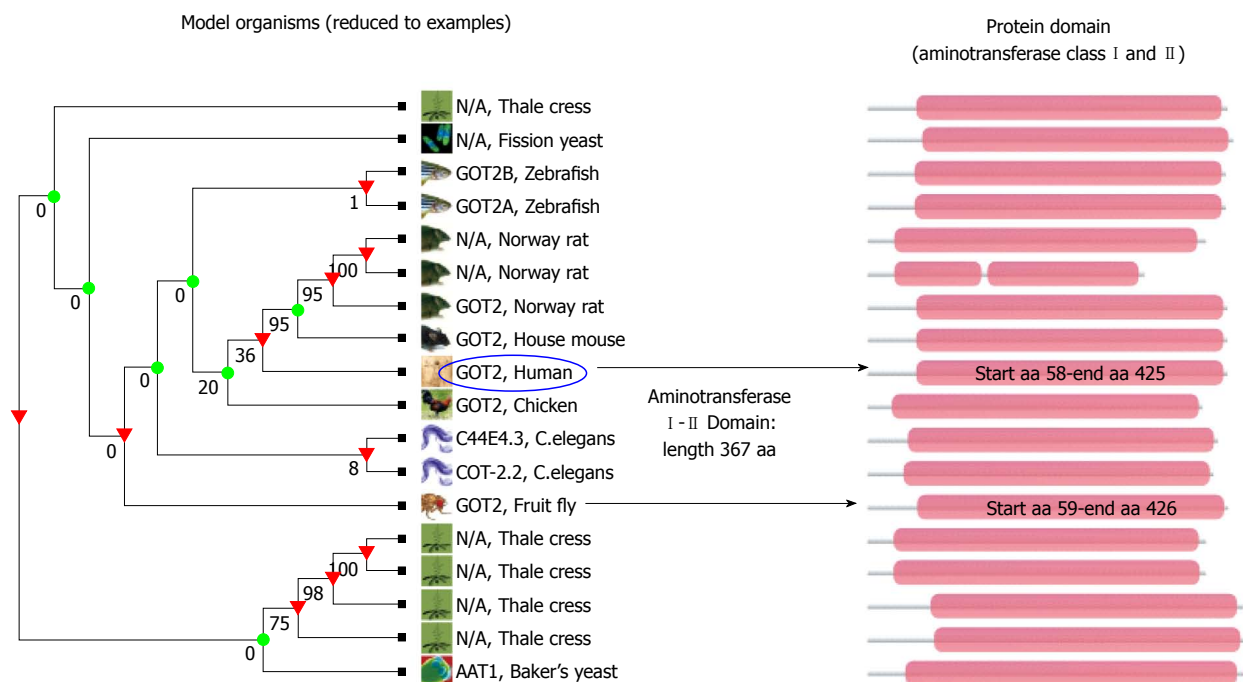 Model organisms (reduced to examples)
Protein domain
(aminotransferase class Ⅰ and Ⅱ)
N/A, Thale cress
N/A, Fission yeast
GOT2B, Zebrafish
1
GOT2A, Zebrafish
0
N/A, Norway rat
100
N/A, Norway rat
0
0
95
GOT2, Norway rat
95
GOT2, House mouse
36
GOT2, Human
Start aa 58-end aa 425
0
20
Aminotransferase
Ⅰ-Ⅱ Domain:
length 367 aa
GOT2, Chicken
0
C44E4.3, C.elegans
8
COT-2.2, C.elegans
GOT2, Fruit fly
Start aa 59-end aa 426
N/A, Thale cress
100
N/A, Thale cress
98
N/A, Thale cress
75
N/A, Thale cress
0
AAT1, Baker's yeast